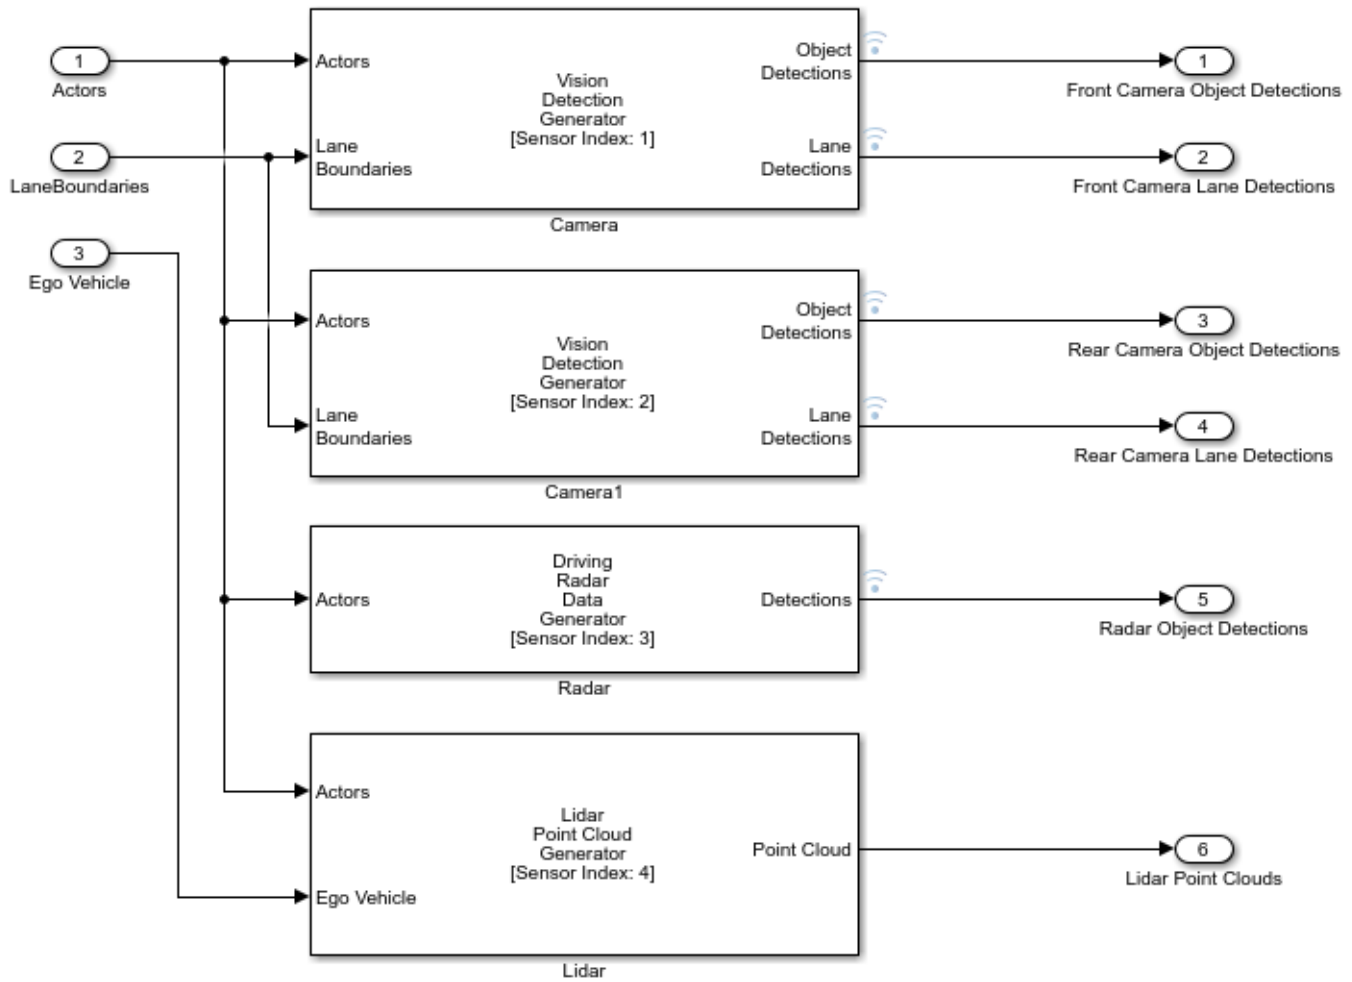 1
Actors
2
LaneBoundaries
3
Ego Vehicle
Actors
Lane
Boundaries
Vision
Detection
Generator
[Sensor Index: 1]
Object
Detections
Lane
Detections
Camera
1
Front Camera Object Detections
2
Front Camera Lane Detections
Actors
Lane
Boundaries
Vision
Detection
Generator
[Sensor Index: 2]
Object
Detections
Lane
Detections
Camera1
3
Rear Camera Object Detections
4
Rear Camera Lane Detections
Actors
Driving
Radar
Data
Generator
[Sensor Index: 3]
Detections
Radar
5
Radar Object Detections
Actors
Ego Vehicle
Lidar
Point Cloud
Generator
[Sensor Index: 4]
Point Cloud
Lidar
6
Lidar Point Clouds